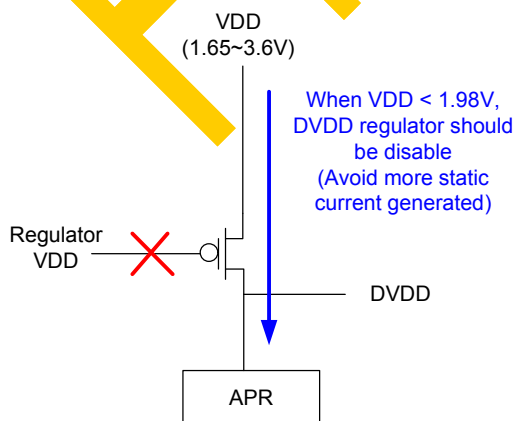 VDD
(1.65~3.6V)
When VDD < 1.98V,
DVDD regulator should
be disable
(Avoid more static
current generated)
Regulator
VDD
DVDD
APR